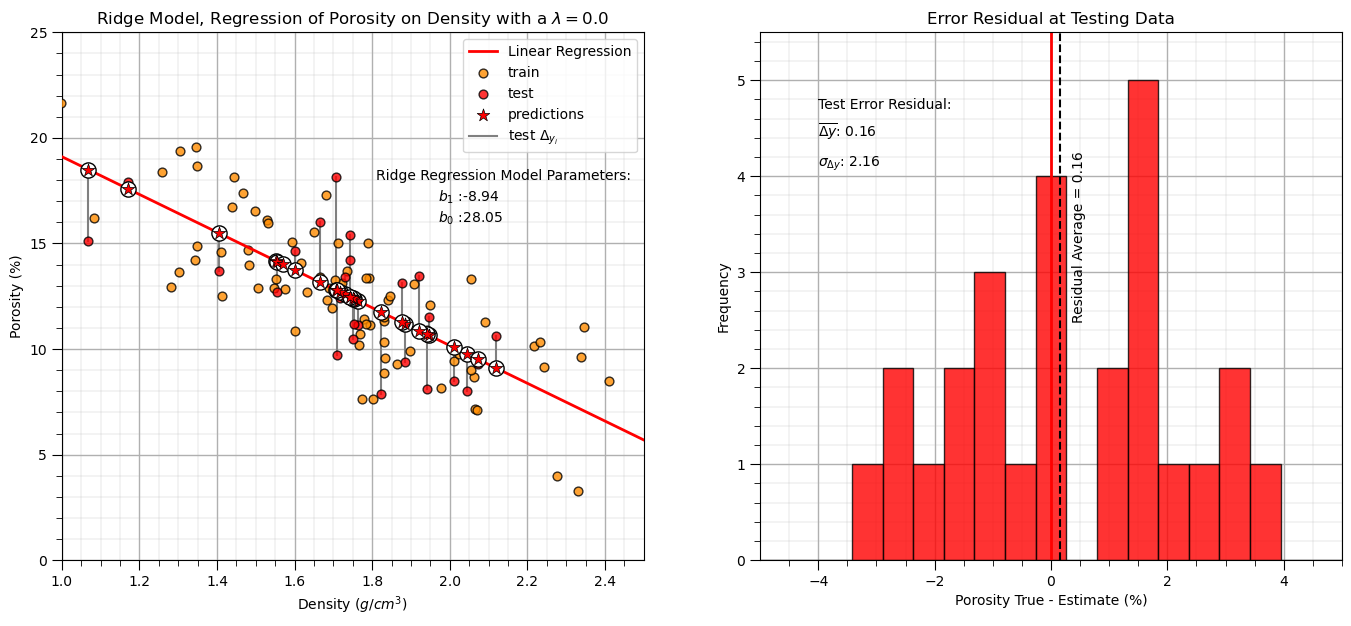 Ridge Model, Regression of Porosity on Density with a λ = 0.0
Linear Regression
train
test
predictions
test Δyᵢ
Ridge Regression Model Parameters:
b₁ :-8.94
b₀ :28.05
Porosity (%)
25
20
15
10
5
0
1.0 1.2 1.4 1.6 1.8 2.0 2.2 2.4
Density (g/cm³)
Error Residual at Testing Data
Test Error Residual:
Δ̅y̅: 0.16
σΔy: 2.16
Residual Average = 0.16
Frequency
5
4
3
2
1
0
−4 −2 0 2 4
Porosity True - Estimate (%)